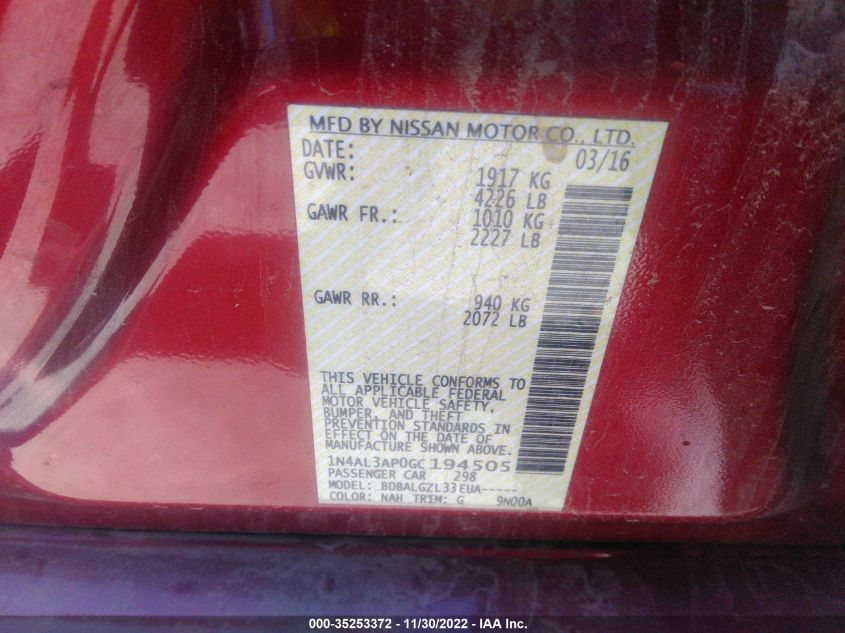 MFD BY NISSAN MOTOR CO., LTD.
DATE: 03/16
GVWR: 1917 KG
4226 LB
GAWR FR.: 1010 KG
2227 LB
GAWR RR.: 940 KG
2072 LB
THIS VEHICLE CONFORMS TO
ALL APPLICABLE FEDERAL
MOTOR VEHICLE SAFETY,
BUMPER, AND THEFT
PREVENTION STANDARDS IN
EFFECT ON THE DATE OF
MANUFACTURE SHOWN ABOVE.
1N4AL3AP0GC194505
PASSENGER CAR 298
MODEL: BDBALGZL33EUA-----
COLOR: NAH TRIM: G 9N00A
000-35253372 - 11/30/2022 - IAA Inc.